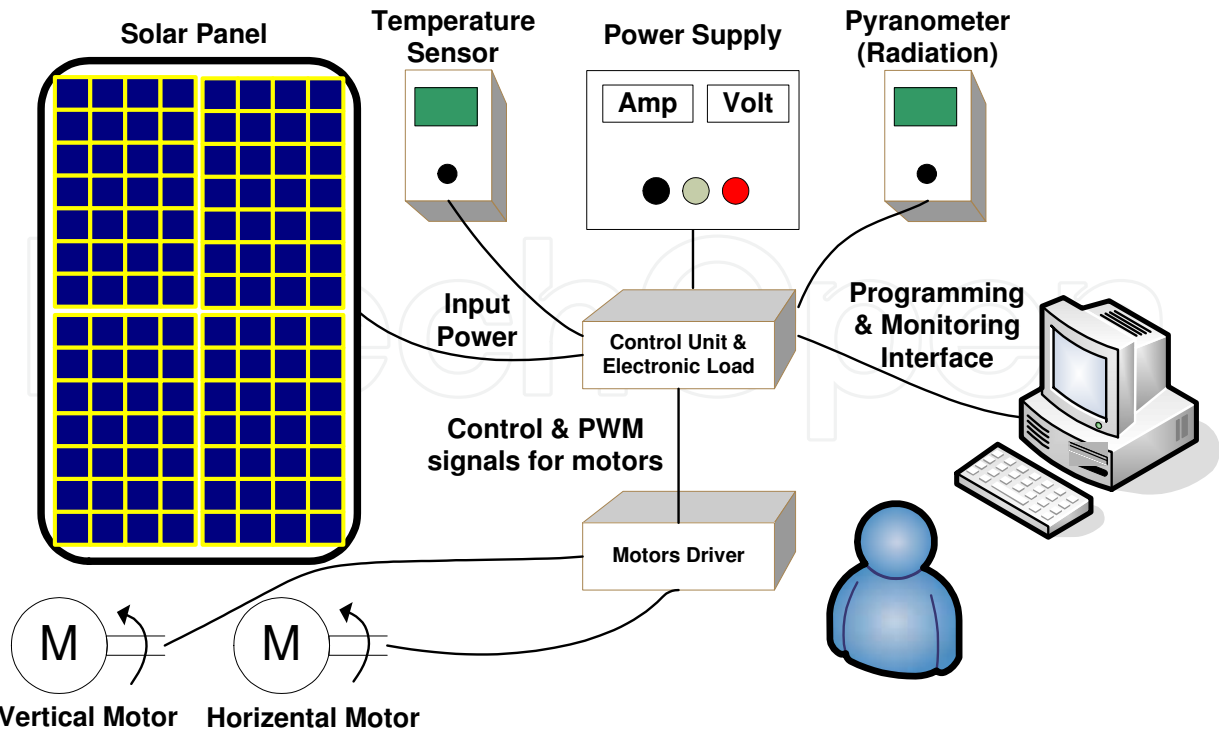 Solar Panel
Temperature
Sensor
Power Supply
Pyranometer
(Radiation)
Amp
Volt
Input
Power
Control Unit &
Electronic Load
Programming
& Monitoring
Interface
Control & PWM
signals for motors
Motors Driver
M
M
Vertical Motor
Horizental Motor
IntechOpen